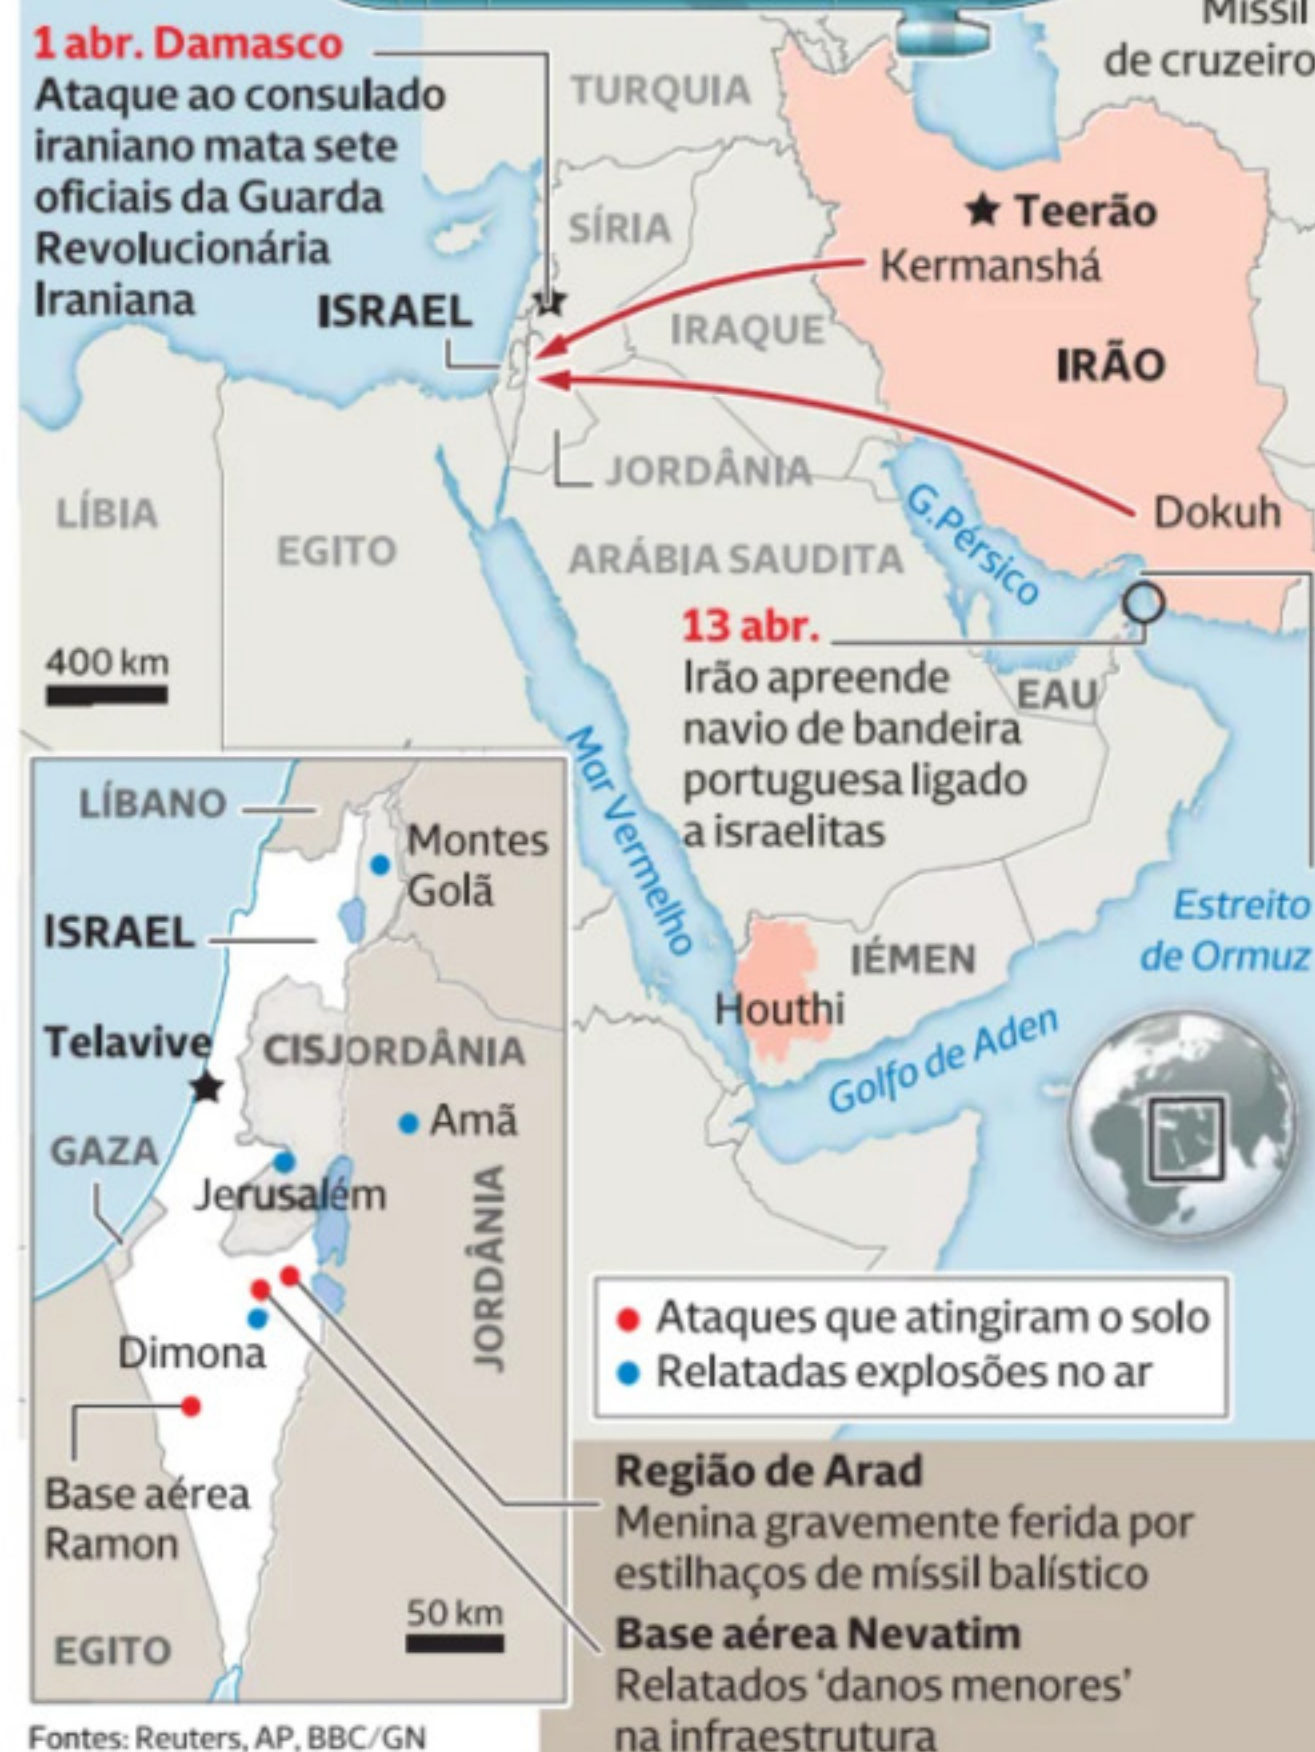 Míssil
de cruzeiro
1 abr. Damasco
Ataque ao consulado
iraniano mata sete
oficiais da Guarda
Revolucionária
Iraniana
TURQUIA
SÍRIA
ISRAEL
IRAQUE
Teerão
Kermanshá
IRÃO
JORDÂNIA
Dokuh
LÍBIA
EGITO
ARÁBIA SAUDITA
G.Pérsico
400 km
13 abr.
Irão apreende
navio de bandeira
portuguesa ligado
a israelitas
EAU
Mar Vermelho
Estreito
de Ormuz
IÉMEN
Houthi
Golfo de Aden
LÍBANO
Montes
Golã
ISRAEL
Telavive
CISJORDÂNIA
Amã
GAZA
Jerusalém
JORDÂNIA
Dimona
Base aérea
Ramon
50 km
EGITO
Ataques que atingiram o solo
Relatadas explosões no ar
Região de Arad
Menina gravemente ferida por
estilhaços de míssil balístico
Base aérea Nevatim
Relatados ‘danos menores’
na infraestrutura
Fontes: Reuters, AP, BBC/GN